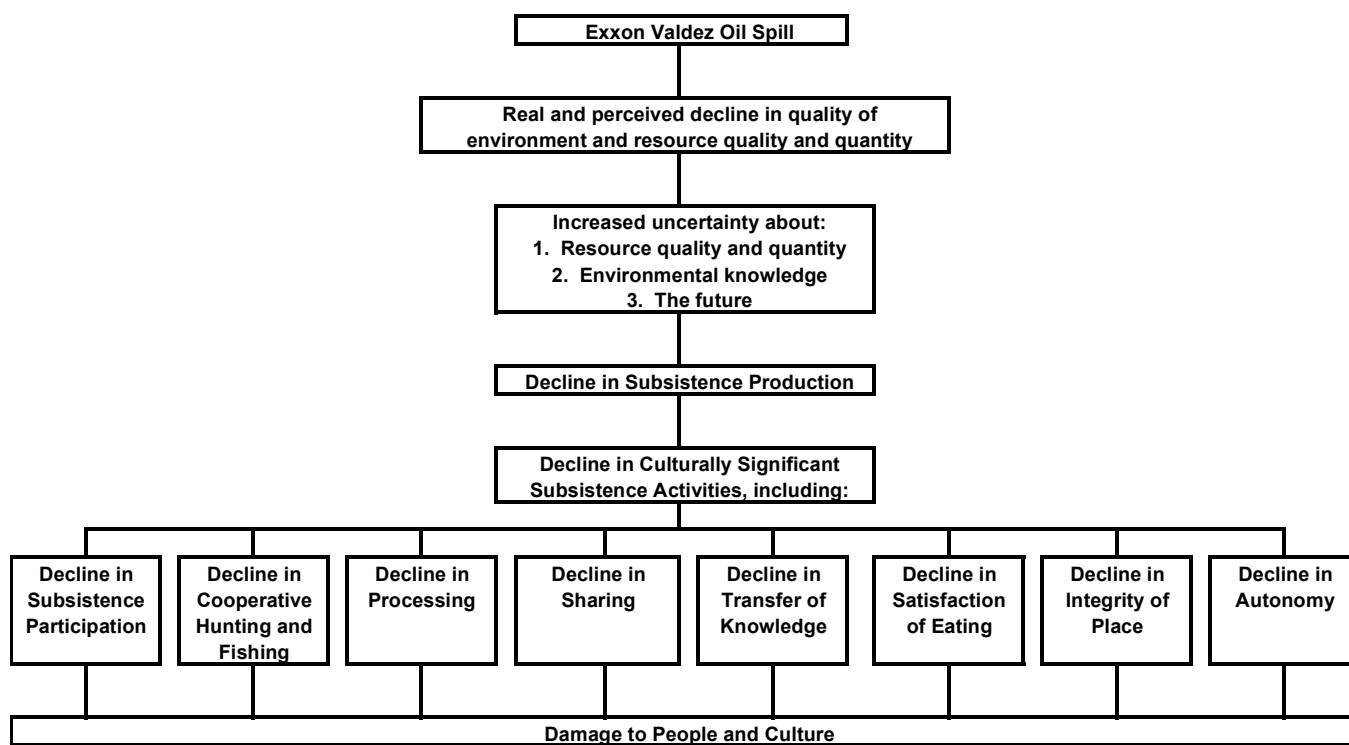 Exxon Valdez Oil Spill
Real and perceived decline in quality of
environment and resource quality and quantity
Increased uncertainty about:
1. Resource quality and quantity
2. Environmental knowledge
3. The future
Decline in Subsistence Production
Decline in Culturally Significant
Subsistence Activities, including:
Decline in
Subsistence
Participation
Decline in
Cooperative
Hunting and
Fishing
Decline in
Processing
Decline in
Sharing
Decline in
Transfer of
Knowledge
Decline in
Satisfaction
of Eating
Decline in
Integrity of
Place
Decline in
Autonomy
Damage to People and Culture